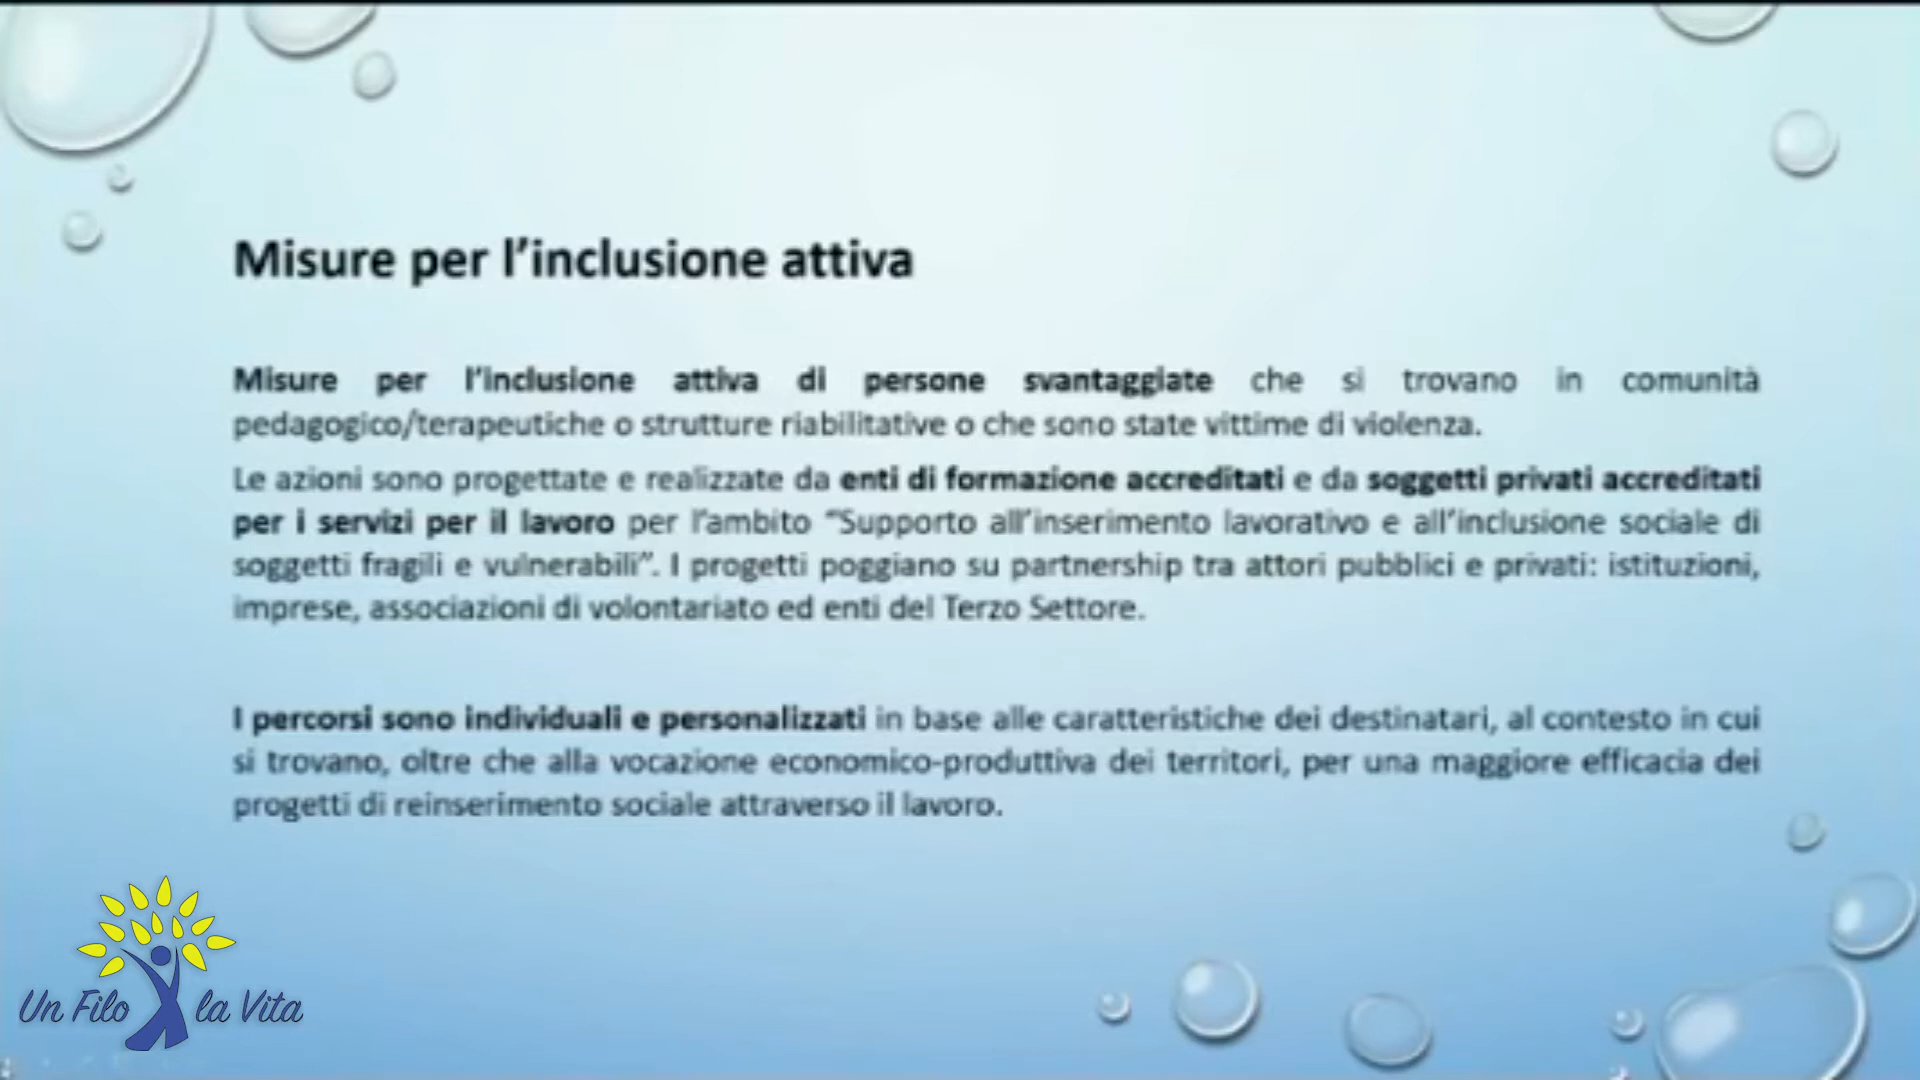 Misure per l’inclusione attiva
Misure per l’inclusione attiva di persone svantaggiate che si trovano in comunità
pedagogico/terapeutiche o strutture riabilitative o che sono state vittime di violenza.
Le azioni sono progettate e realizzate da enti di formazione accreditati e da soggetti privati accreditati
per i servizi per il lavoro per l’ambito “Supporto all’inserimento lavorativo e all’inclusione sociale di
soggetti fragili e vulnerabili”. I progetti poggiano su partnership tra attori pubblici e privati: istituzioni,
imprese, associazioni di volontariato ed enti del Terzo Settore.
I percorsi sono individuali e personalizzati in base alle caratteristiche dei destinatari, al contesto in cui
si trovano, oltre che alla vocazione economico-produttiva dei territori, per una maggiore efficacia dei
progetti di reinserimento sociale attraverso il lavoro.
Un Filo la Vita